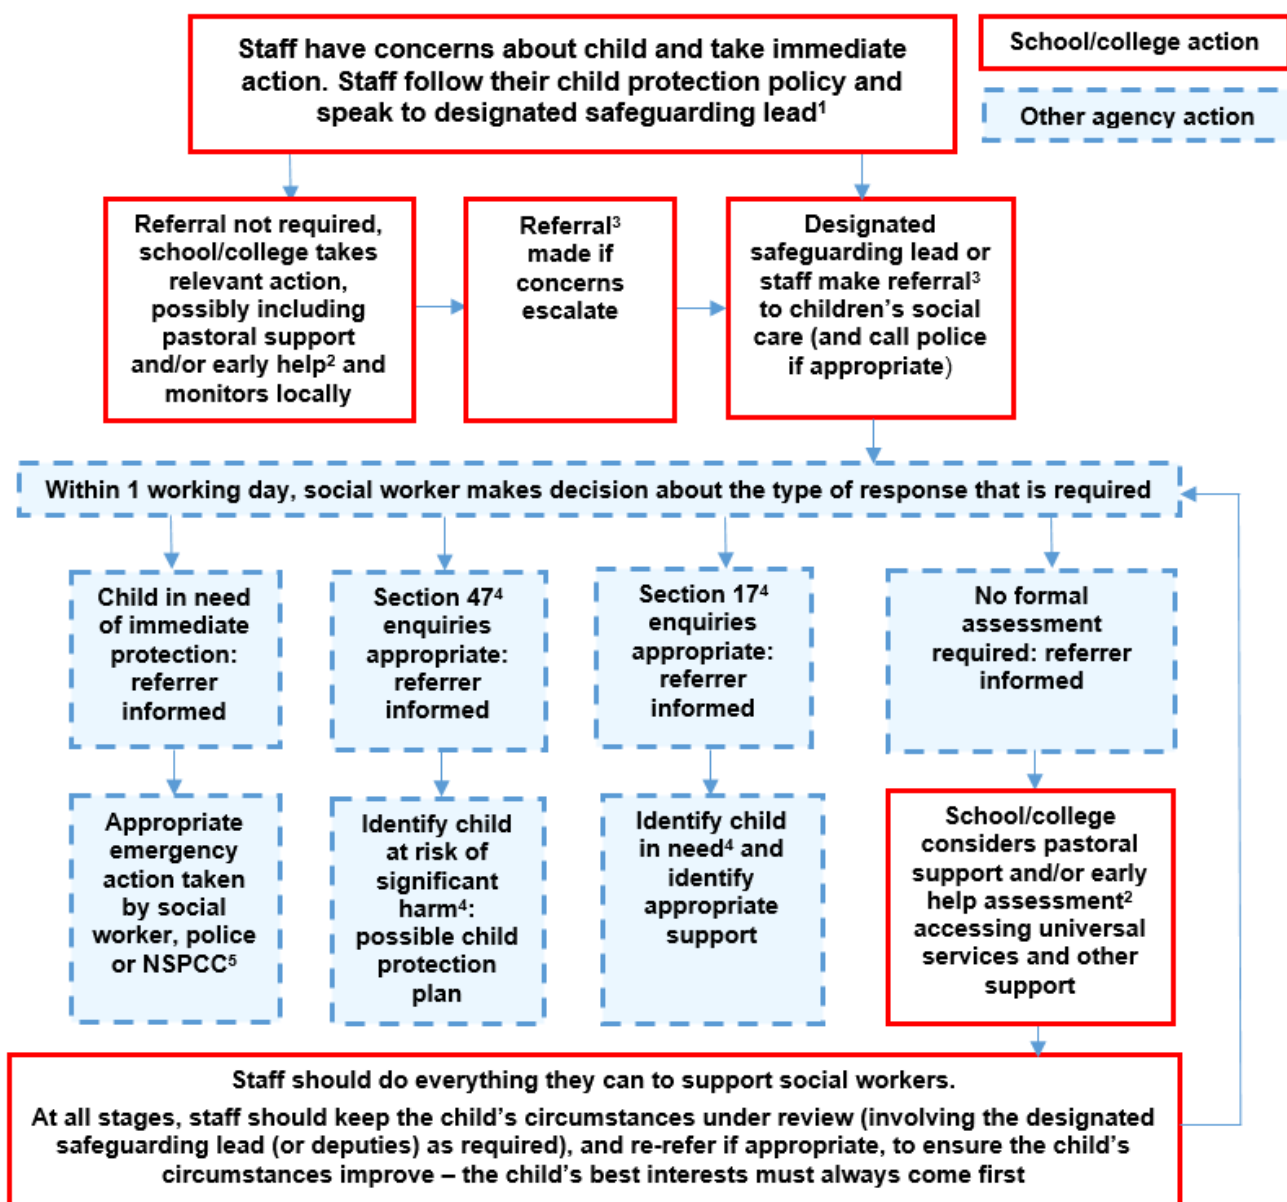 Staff have concerns about child and take immediate
action. Staff follow their child protection policy and
speak to designated safeguarding lead¹
School/college action
Other agency action
Referral not required,
school/college takes
relevant action,
possibly including
pastoral support
and/or early help² and
monitors locally
Referral³
made if
concerns
escalate
Designated
safeguarding lead or
staff make referral³
to children's social
care (and call police
if appropriate)
Within 1 working day, social worker makes decision about the type of response that is required
Child in need
of immediate
protection:
referrer
informed
Section 47⁴
enquiries
appropriate:
referrer
informed
Section 17⁴
enquiries
appropriate:
referrer
informed
No formal
assessment
required: referrer
informed
Appropriate
emergency
action taken
by social
worker, police
or NSPCC⁵
Identify child
at risk of
significant
harm⁴:
possible child
protection
plan
Identify child
in need⁴ and
identify
appropriate
support
School/college
considers pastoral
support and/or early
help assessment²
accessing universal
services and other
support
Staff should do everything they can to support social workers.
At all stages, staff should keep the child's circumstances under review (involving the designated
safeguarding lead (or deputies) as required), and re-refer if appropriate, to ensure the child's
circumstances improve – the child's best interests must always come first